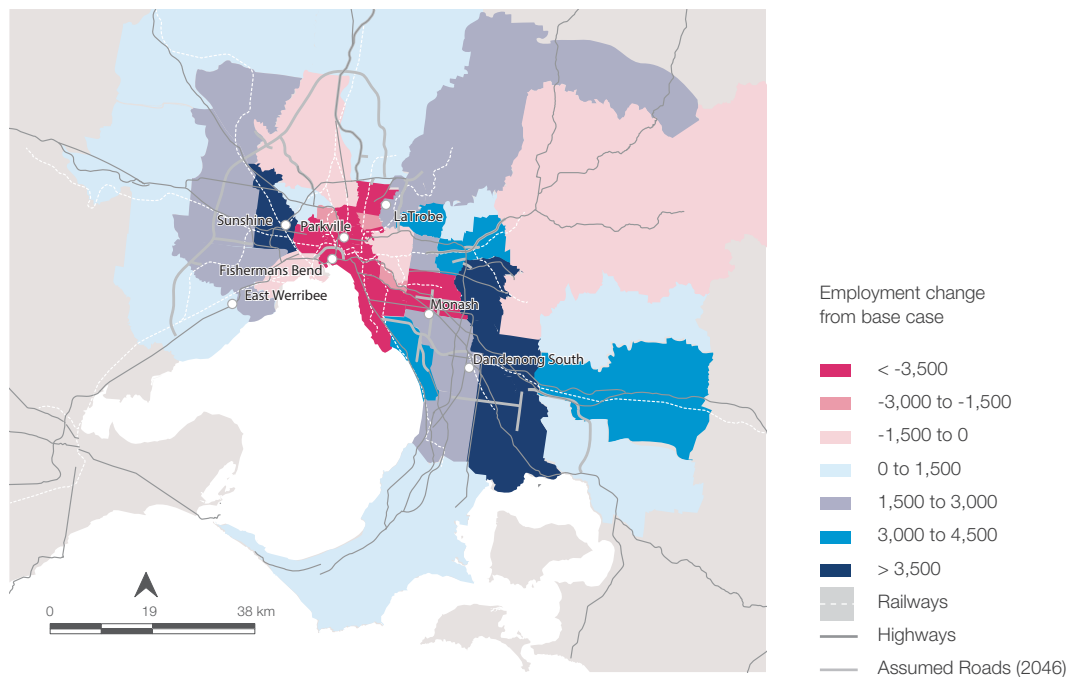 Sunshine
Parkville
LaTrobe
Fishermans Bend
East Werribee
Monash
Dandenong South
0 19 38 km
Employment change
from base case
< -3,500
-3,000 to -1,500
-1,500 to 0
0 to 1,500
1,500 to 3,000
3,000 to 4,500
> 3,500
Railways
Highways
Assumed Roads (2046)